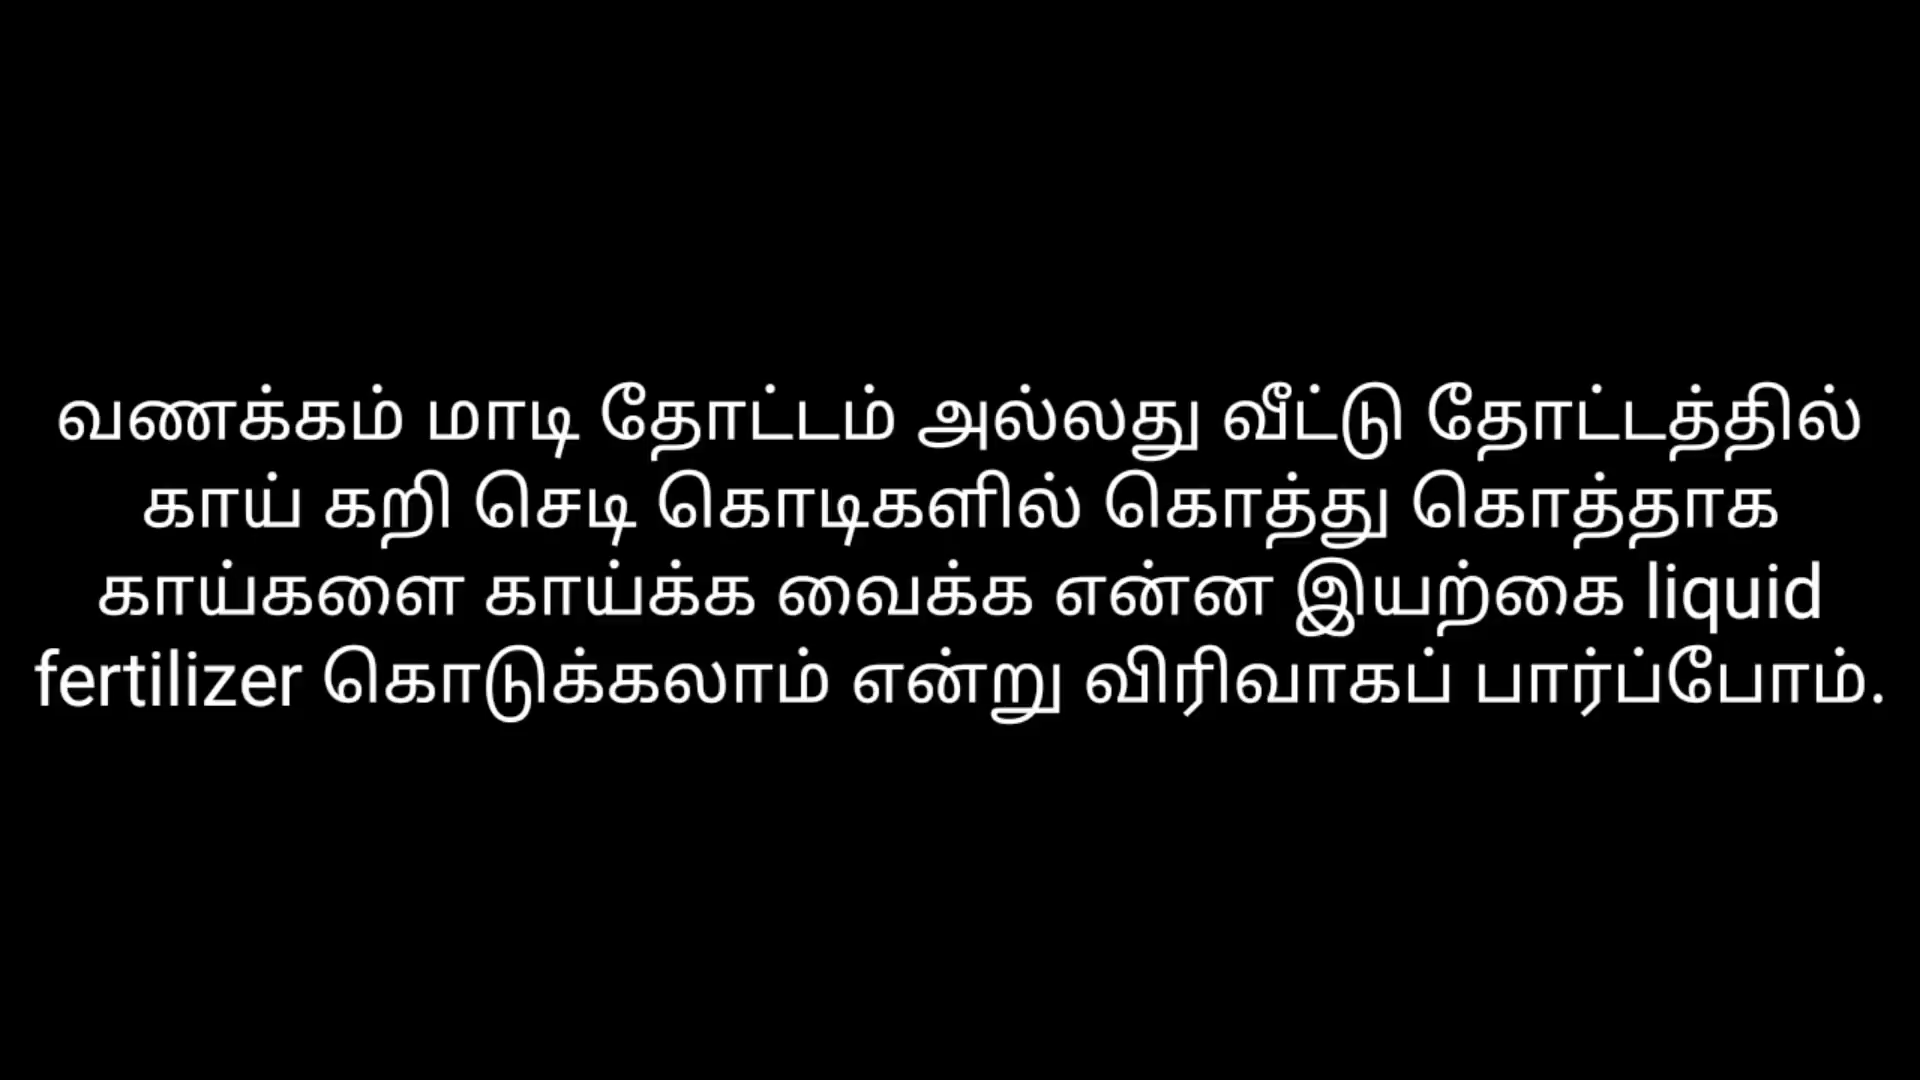 வணக்கம் மாடி தோட்டம் அல்லது வீட்டு தோட்டத்தில்
காய் கறி செடி கொடிகளில் கொத்து கொத்தாக
காய்களை காய்க்க வைக்க என்ன இயற்கை liquid
fertilizer கொடுக்கலாம் என்று விரிவாகப் பார்ப்போம்.